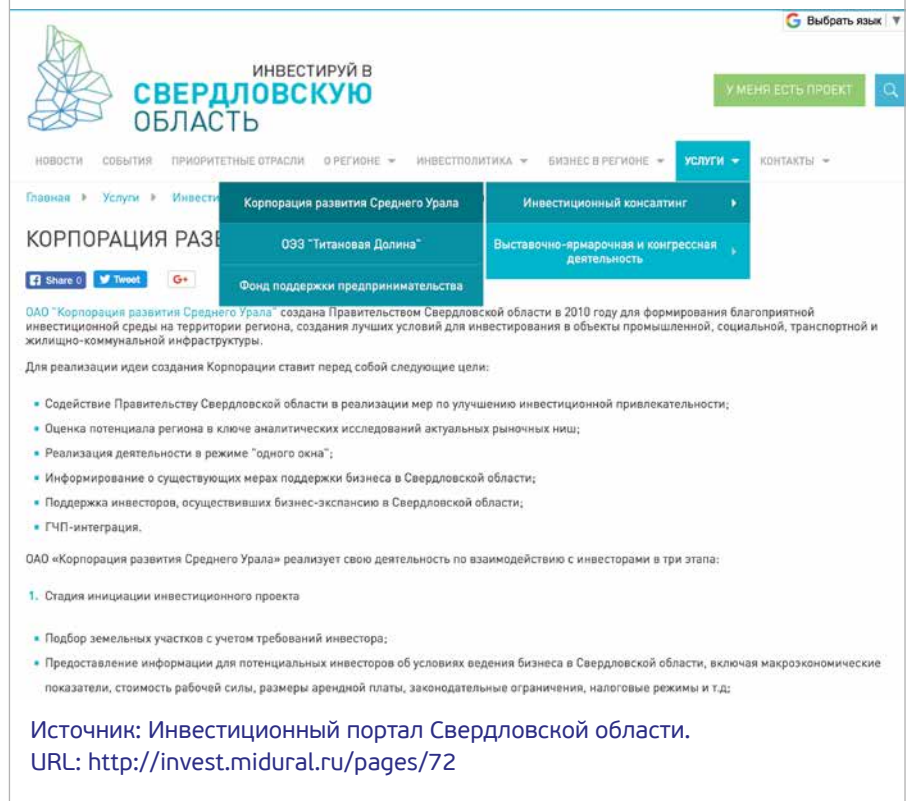 Выбрать язык
ИНВЕСТИРУЙ В
СВЕРДЛОВСКУЮ
ОБЛАСТЬ
У МЕНЯ ЕСТЬ ПРОЕКТ
НОВОСТИ СОБЫТИЯ ПРИОРИТЕТНЫЕ ОТРАСЛИ О РЕГИОНЕ ИНВЕСТПОЛИТИКА БИЗНЕС В РЕГИОНЕ УСЛУГИ КОНТАКТЫ
Главная Услуги Инвести
Корпорация развития Среднего Урала
ОЭЗ "Титановая Долина"
Фонд поддержки предпринимательства
Инвестиционный консалтинг
Выставочно-ярмарочная и конгрессная
деятельность
КОРПОРАЦИЯ РАЗВ
Share 0 Tweet G+
ОАО "Корпорация развития Среднего Урала" создана Правительством Свердловской области в 2010 году для формирования благоприятной
инвестиционной среды на территории региона, создания лучших условий для инвестирования в объекты промышленной, социальной, транспортной и
жилищно-коммунальной инфраструктуры.
Для реализации идеи создания Корпорации ставит перед собой следующие цели:
Содействие Правительству Свердловской области в реализации мер по улучшению инвестиционной привлекательности;
Оценка потенциала региона в ключе аналитических исследований актуальных рыночных ниш;
Реализация деятельности в режиме "одного окна";
Информирование о существующих мерах поддержки бизнеса в Свердловской области;
Поддержка инвесторов, осуществивших бизнес-экспансию в Свердловской области;
ГЧП-интеграция.
ОАО «Корпорация развития Среднего Урала» реализует свою деятельность по взаимодействию с инвесторами в три этапа:
1. Стадия инициации инвестиционного проекта
Подбор земельных участков с учетом требований инвестора;
Предоставление информации для потенциальных инвесторов об условиях ведения бизнеса в Свердловской области, включая макроэкономические
показатели, стоимость рабочей силы, размеры арендной платы, законодательные ограничения, налоговые режимы и т.д;
Источник: Инвестиционный портал Свердловской области.
URL: http://invest.midural.ru/pages/72